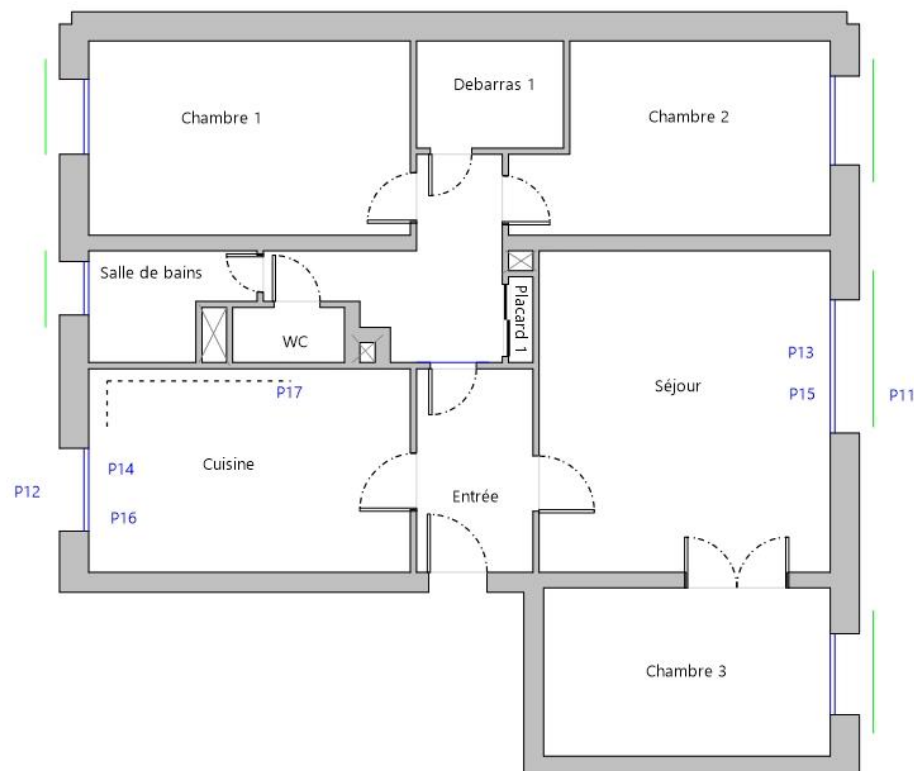 Debarras 1
Chambre 1
Chambre 2
Salle de bains
Placard 1
WC
P13
Séjour
P17
P15
P11
Cuisine
P14
P12
Entrée
P16
Chambre 3